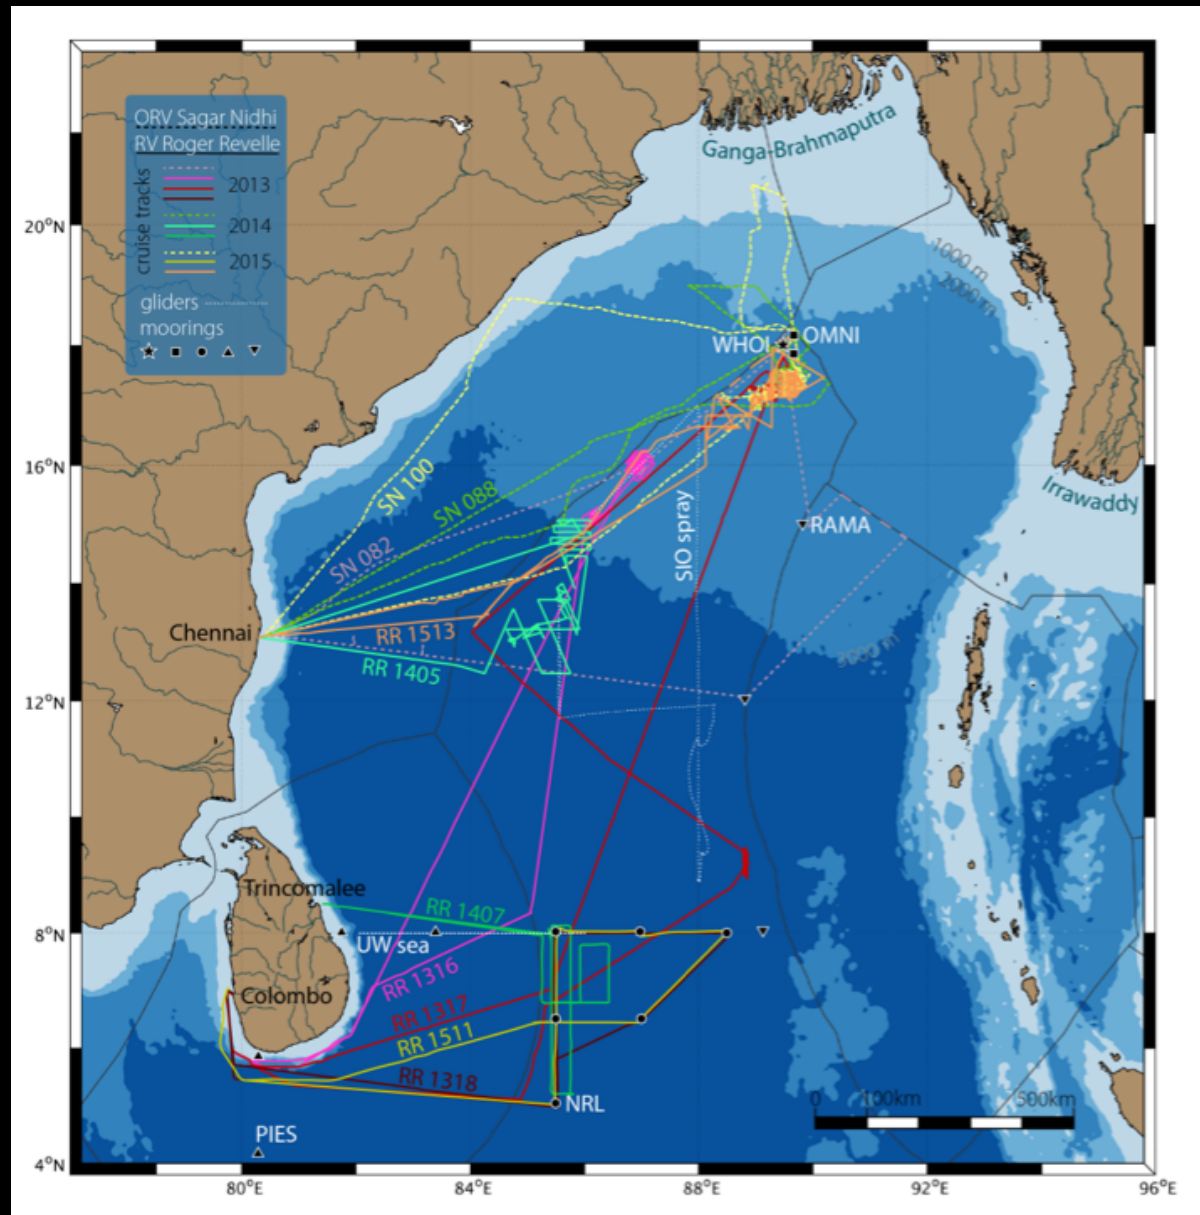 ORV Sagar Nidhi
RV Roger Revelle
cruise tracks
2013
2014
2015
gliders
moorings
Ganga-Brahmaputra
1000 m
2000 m
3000 m
WHOI
OMNI
SN 100
SN 088
SN 082
SIO spray
RAMA
Irrawaddy
Chennai
RR 1513
RR 1405
Trincomalee
RR 1407
UW sea
RR 1316
Colombo
RR 1317
RR 1511
RR 1318
NRL
PIES
0
100km
500km
20°N
16°N
12°N
8°N
4°N
80°E
84°E
88°E
92°E
96°E